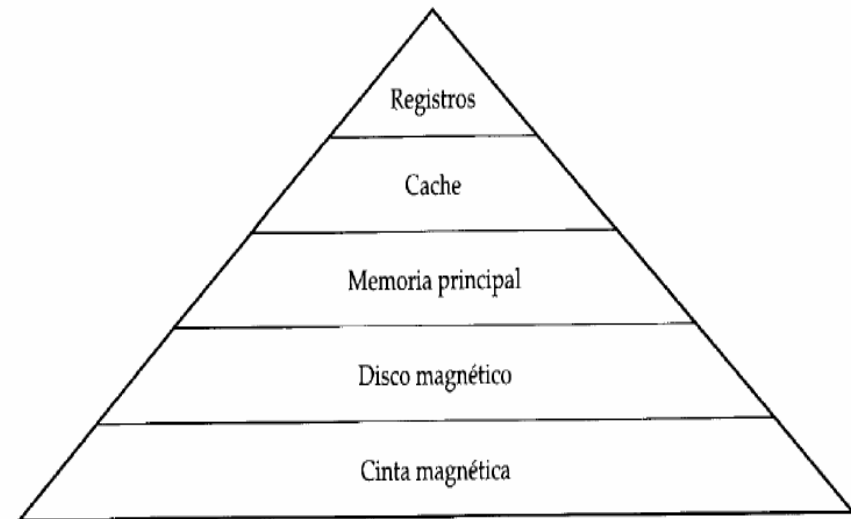 Registros
Cache
Memoria principal
Disco magnético
Cinta magnética